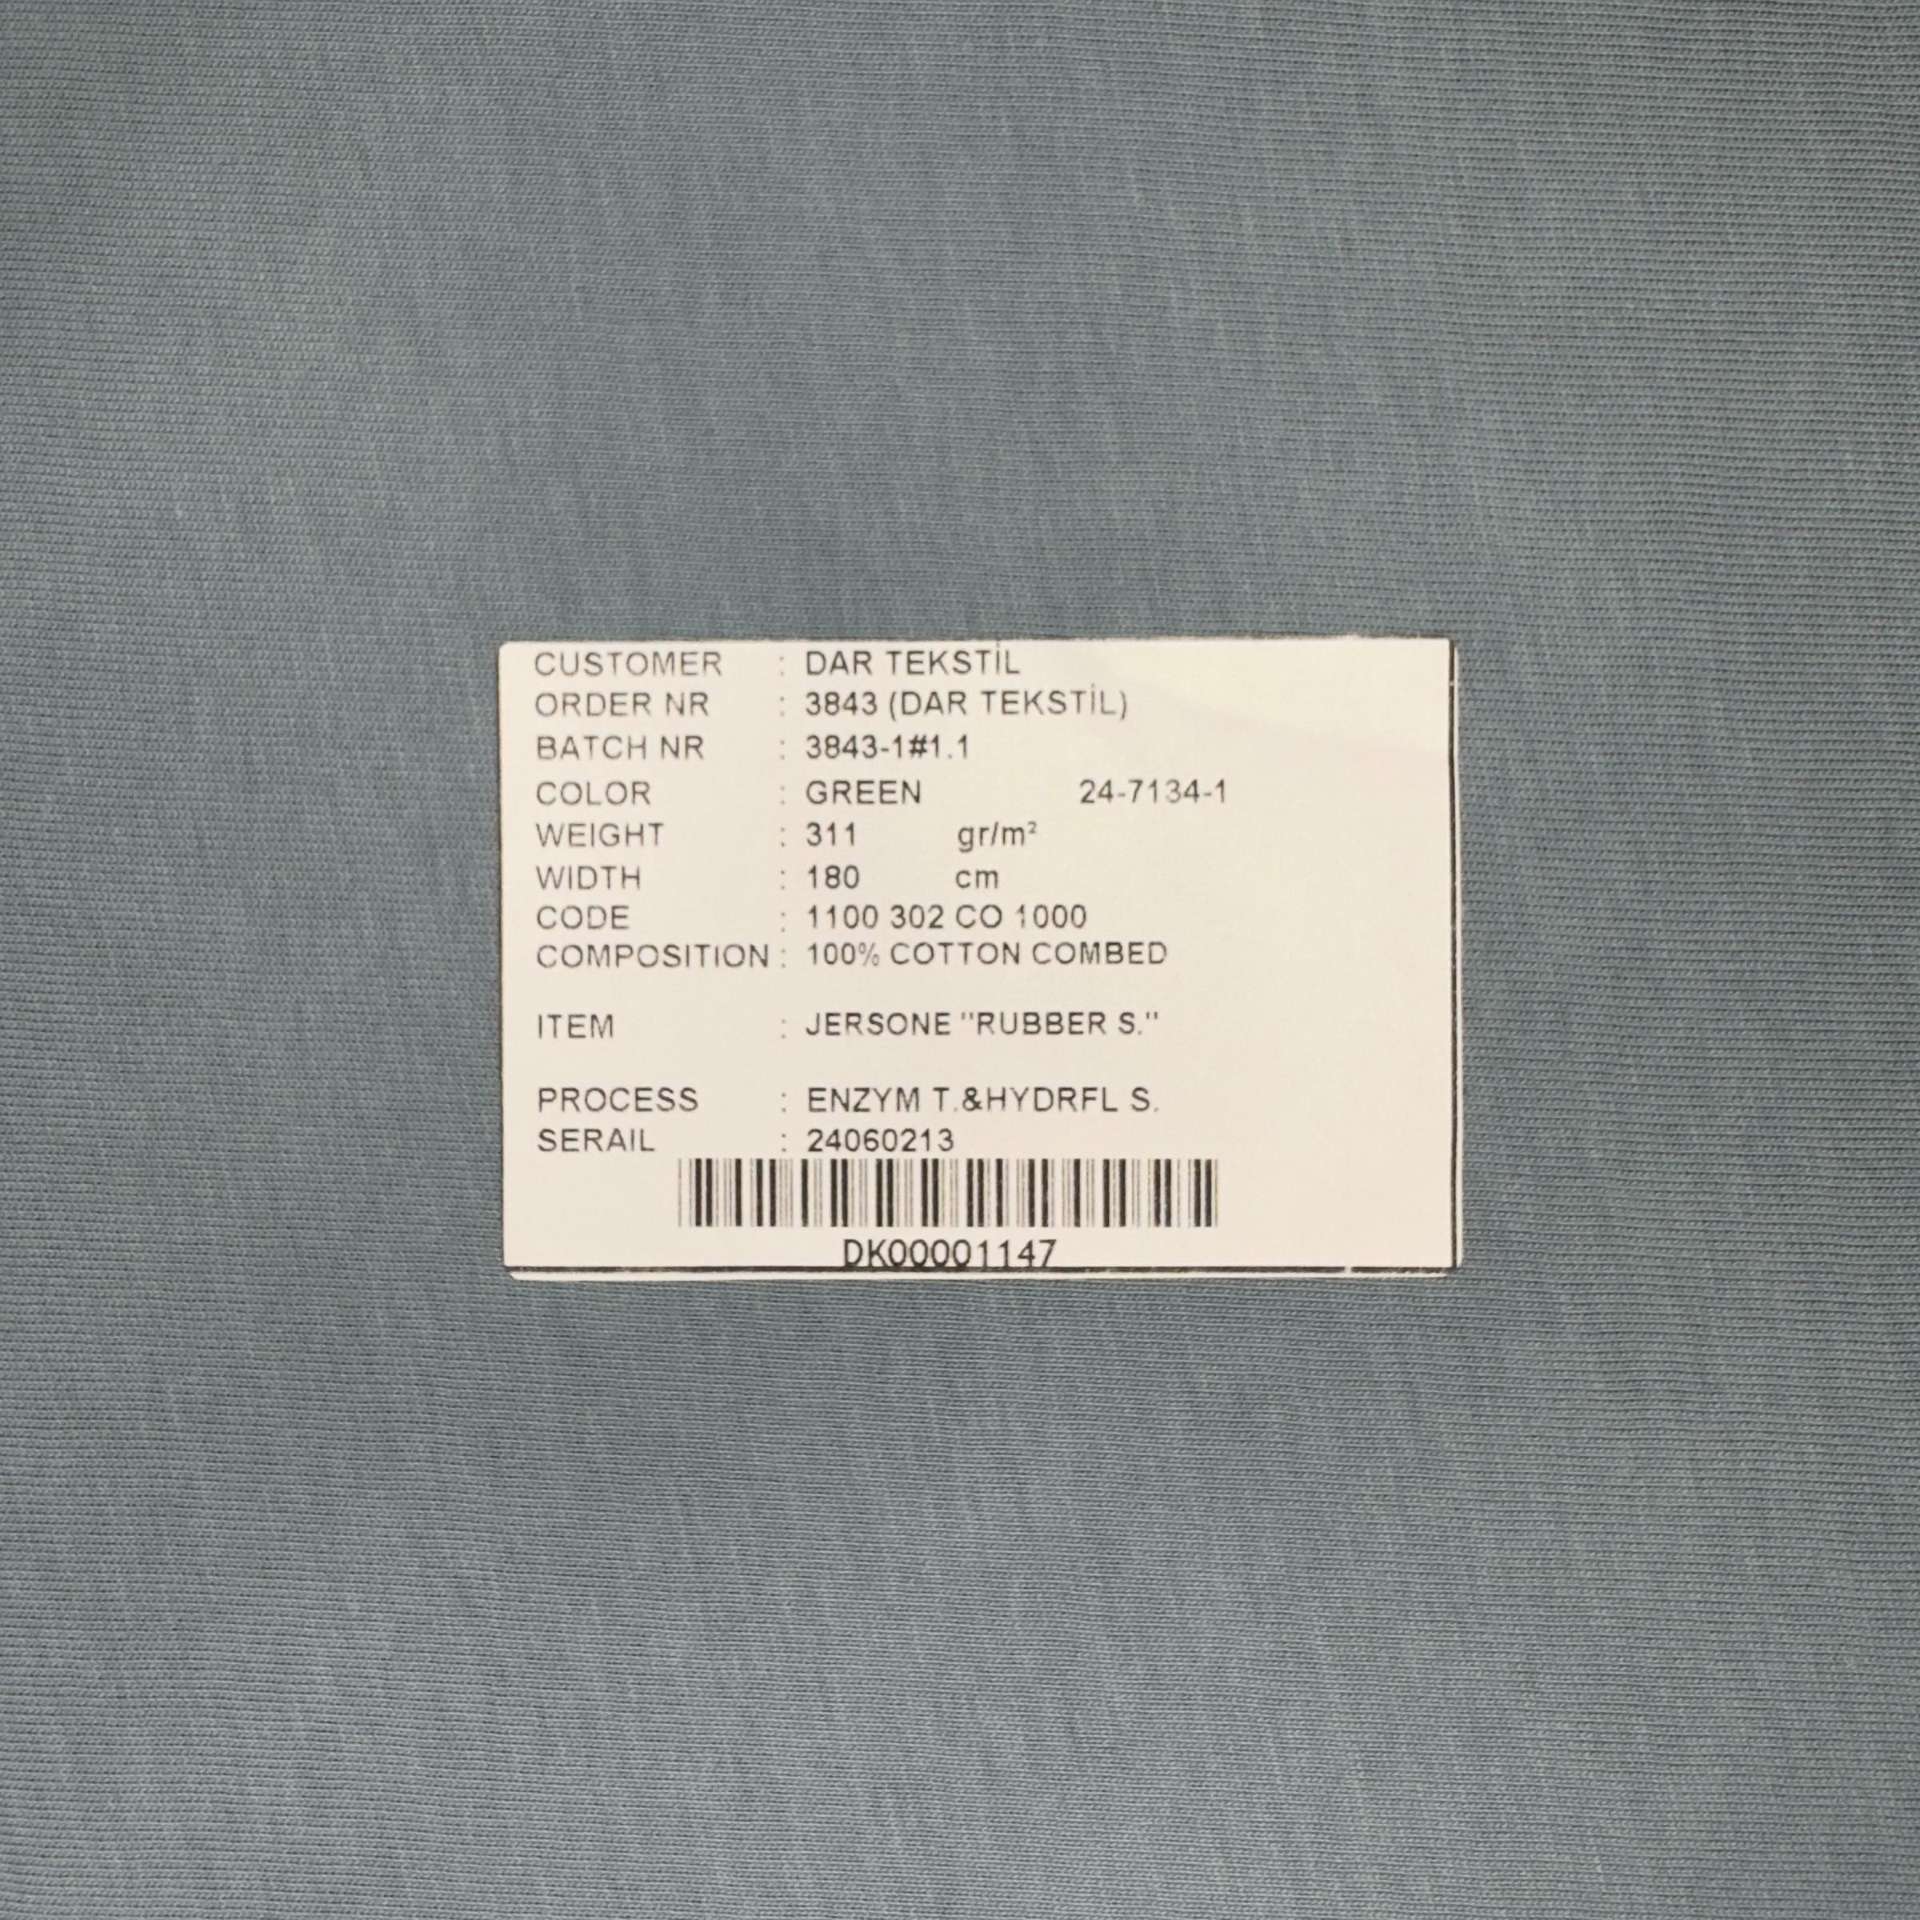 CUSTOMER : DAR TEKSTİL
ORDER NR : 3843 (DAR TEKSTİL)
BATCH NR : 3843-1#1.1
COLOR : GREEN 24-7134-1
WEIGHT : 311 gr/m²
WIDTH : 180 cm
CODE : 1100 302 CO 1000
COMPOSITION : 100% COTTON COMBED
ITEM : JERSONE "RUBBER S."
PROCESS : ENZYM T.&HYDRFL S.
SERAIL : 24060213
DK00001147